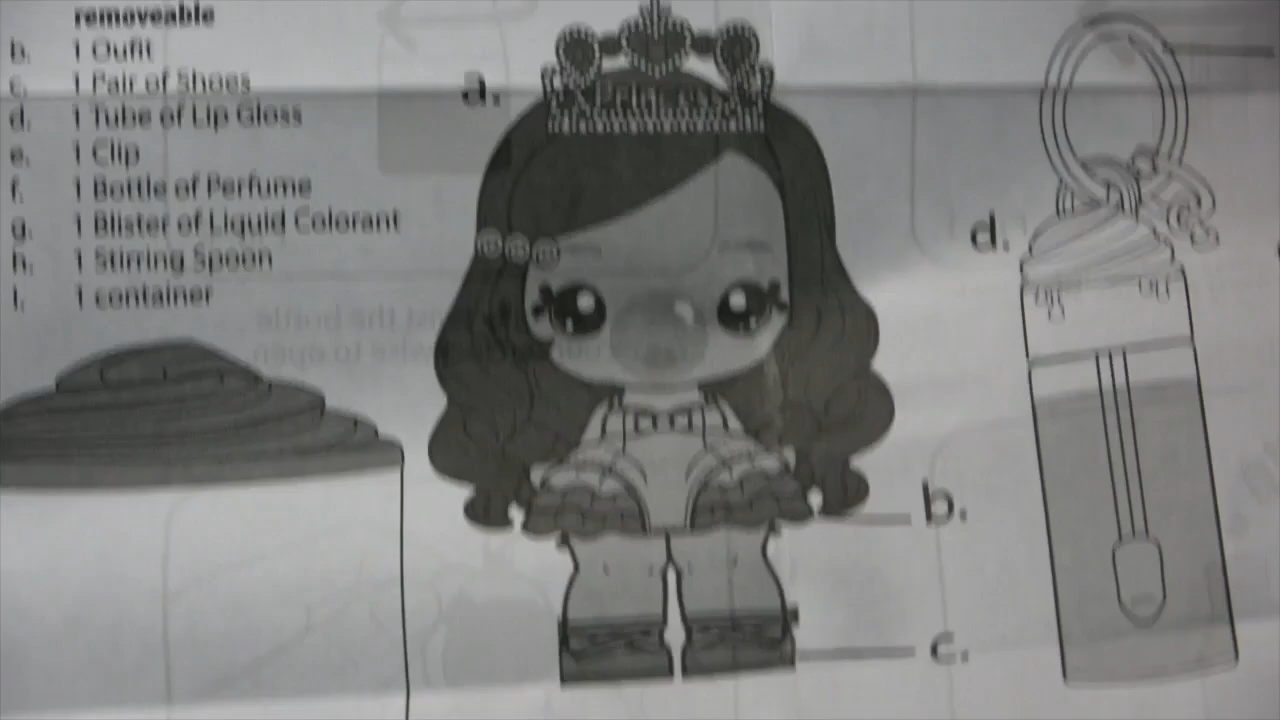 removeable
b. 1 Oufit
c. 1 Pair of Shoes
d. 1 Tube of Lip Gloss
e. 1 Clip
f. 1 Bottle of Perfume
g. 1 Blister of Liquid Colorant
h. 1 Stirring Spoon
I. 1 container
a.
Princess
d.
b.
c.